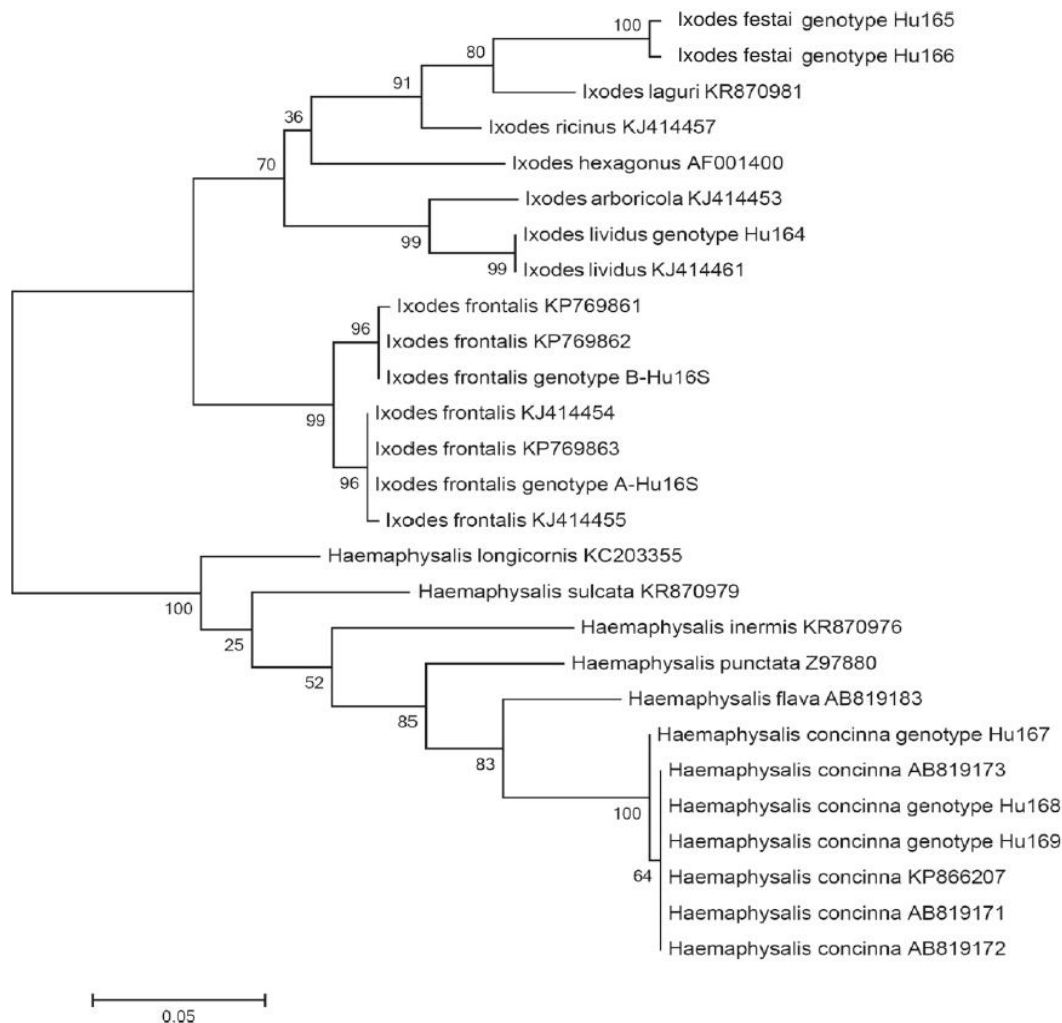 100
Ixodes festai genotype Hu165
Ixodes festai genotype Hu166
80
Ixodes laguri KR870981
91
Ixodes ricinus KJ414457
36
Ixodes hexagonus AF001400
70
Ixodes arboricola KJ414453
Ixodes lividus genotype Hu164
99
Ixodes lividus KJ414461
99
Ixodes frontalis KP769861
96
Ixodes frontalis KP769862
Ixodes frontalis genotype B-Hu16S
Ixodes frontalis KJ414454
99
Ixodes frontalis KP769863
96
Ixodes frontalis genotype A-Hu16S
Ixodes frontalis KJ414455
Haemaphysalis longicornis KC203355
100
Haemaphysalis sulcata KR870979
25
Haemaphysalis inermis KR870976
52
Haemaphysalis punctata Z97880
85
Haemaphysalis flava AB819183
83
Haemaphysalis concinna genotype Hu167
Haemaphysalis concinna AB819173
100
Haemaphysalis concinna genotype Hu168
Haemaphysalis concinna genotype Hu169
64
Haemaphysalis concinna KP866207
Haemaphysalis concinna AB819171
Haemaphysalis concinna AB819172
0.05